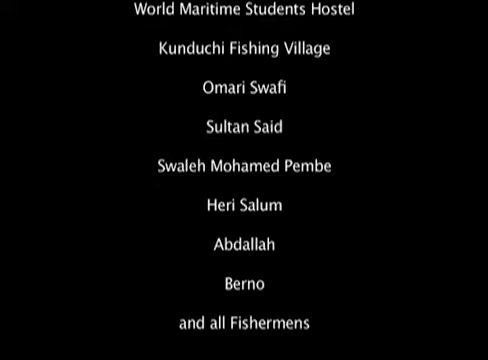 World Maritime Students Hostel
Kunduchi Fishing Village
Omari Swafi
Sultan Said
Swaleh Mohamed Pembe
Heri Salum
Abdallah
Berno
and all Fishermens